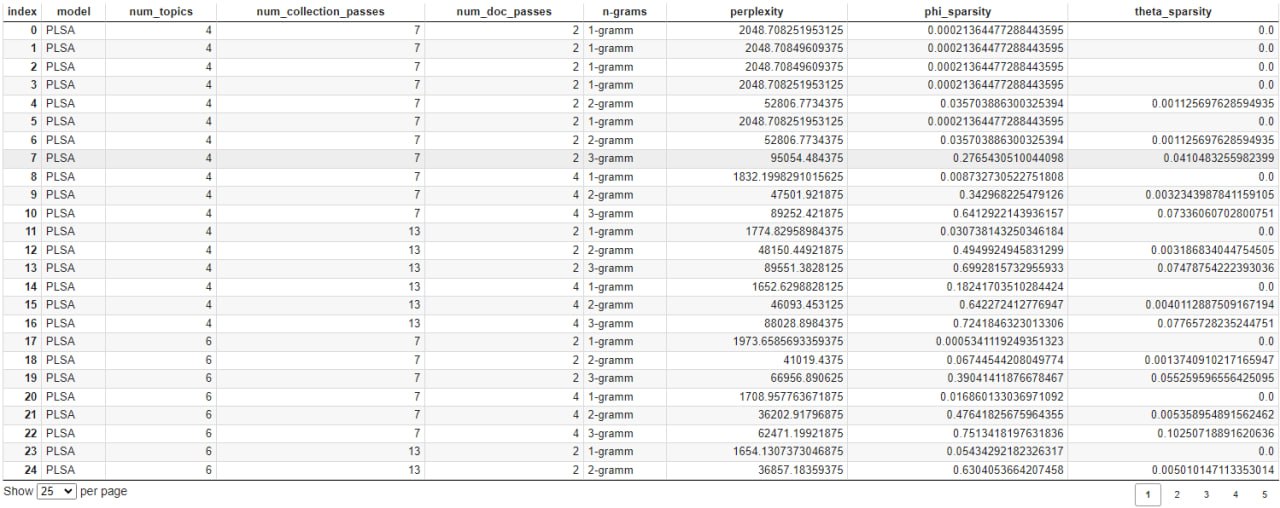 index model num_topics num_collection_passes num_doc_passes n-grams perplexity phi_sparsity theta_sparsity
0 PLSA 4 7 2 1-gramm 2048.708251953125 0.00021364477288443595 0.0
1 PLSA 4 7 2 1-gramm 2048.70849609375 0.00021364477288443595 0.0
2 PLSA 4 7 2 1-gramm 2048.70849609375 0.00021364477288443595 0.0
3 PLSA 4 7 2 1-gramm 2048.708251953125 0.00021364477288443595 0.0
4 PLSA 4 7 2 2-gramm 52806.7734375 0.035703886300325394 0.001125697628594935
5 PLSA 4 7 2 1-gramm 2048.708251953125 0.00021364477288443595 0.0
6 PLSA 4 7 2 2-gramm 52806.7734375 0.035703886300325394 0.001125697628594935
7 PLSA 4 7 2 3-gramm 95054.484375 0.2765430510044098 0.0410483255982399
8 PLSA 4 7 4 1-gramm 1832.1998291015625 0.008732730522751808 0.0
9 PLSA 4 7 4 2-gramm 47501.921875 0.342968225479126 0.0032343987841159105
10 PLSA 4 7 4 3-gramm 89252.421875 0.6412922143936157 0.07336060702800751
11 PLSA 4 13 2 1-gramm 1774.82958984375 0.030738143250346184 0.0
12 PLSA 4 13 2 2-gramm 48150.44921875 0.4949924945831299 0.003186834044754505
13 PLSA 4 13 2 3-gramm 89551.3828125 0.6992815732955933 0.07478754222393036
14 PLSA 4 13 4 1-gramm 1652.6298828125 0.18241703510284424 0.0
15 PLSA 4 13 4 2-gramm 46093.453125 0.642272412776947 0.0040112887509167194
16 PLSA 4 13 4 3-gramm 88028.8984375 0.7241846323013306 0.07765728235244751
17 PLSA 6 7 2 1-gramm 1973.6585693359375 0.0005341119249351323 0.0
18 PLSA 6 7 2 2-gramm 41019.4375 0.06744544208049774 0.0013740910217165947
19 PLSA 6 7 2 3-gramm 66956.890625 0.39041411876678467 0.055259596556425095
20 PLSA 6 7 4 1-gramm 1708.957763671875 0.016860133036971092 0.0
21 PLSA 6 7 4 2-gramm 36202.91796875 0.47641825675964355 0.005358954891562462
22 PLSA 6 7 4 3-gramm 62471.19921875 0.7513418197631836 0.10250718891620636
23 PLSA 6 13 2 1-gramm 1654.1307373046875 0.05434292182326317 0.0
24 PLSA 6 13 2 2-gramm 36857.18359375 0.6304053664207458 0.005010147113353014
Show 25 per page 1 2 3 4 5